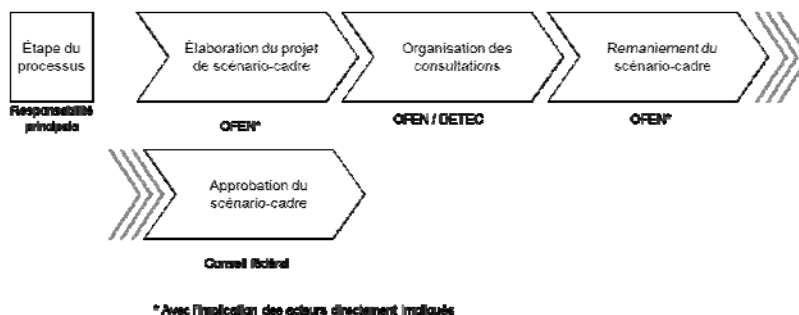 Étape du
processus
Élaboration du projet
de scénario-cadre
Organisation des
consultations
Remaniement du
scénario-cadre
Responsabilité
principale
OFEN*
OFEN / DETEC
OFEN*
Approbation du
scénario-cadre
Conseil fédéral
* Avec l'implication des acteurs directement impliqués